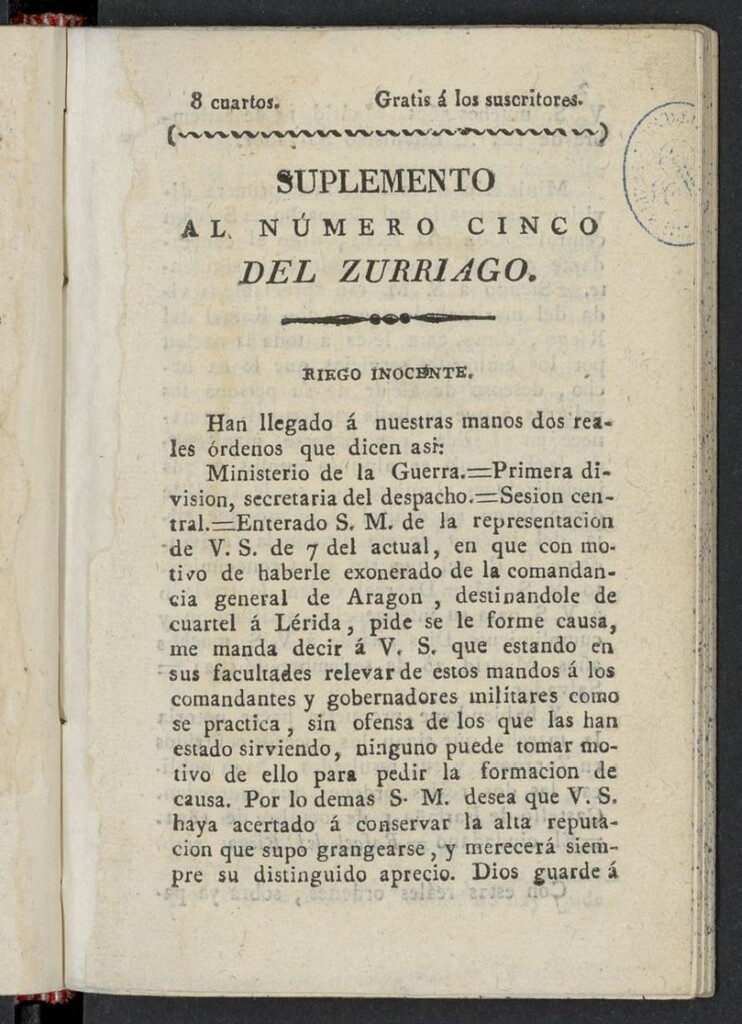 8 cuartos. Gratis á los suscritores.
SUPLEMENTO
AL NÚMERO CINCO
DEL ZURRIAGO.
RIEGO INOCENTE.
Han llegado á nuestras manos dos rea-
les órdenos que dicen asi:
Ministerio de la Guerra.=Primera di-
vision, secretaria del despacho.=Sesion cen-
tral.=Enterado S. M. de la representacion
de V. S. de 7 del actual, en que con mo-
tivo de haberle exonerado de la comandan-
cia general de Aragon , destinandole de
cuartel á Lérida, pide se le forme causa,
me manda decir á V. S. que estando en
sus facultades relevar de estos mandos á los
comandantes y gobernadores militares como
se practica, sin ofensa de los que las han
estado sirviendo, ninguno puede tomar mo-
tivo de ello para pedir la formacion de
causa. Por lo demas S. M. desea que V. S.
haya acertado á conservar la alta reputa-
cion que supo grangearse, y merecerá siem-
pre su distinguido aprecio. Dios guarde á